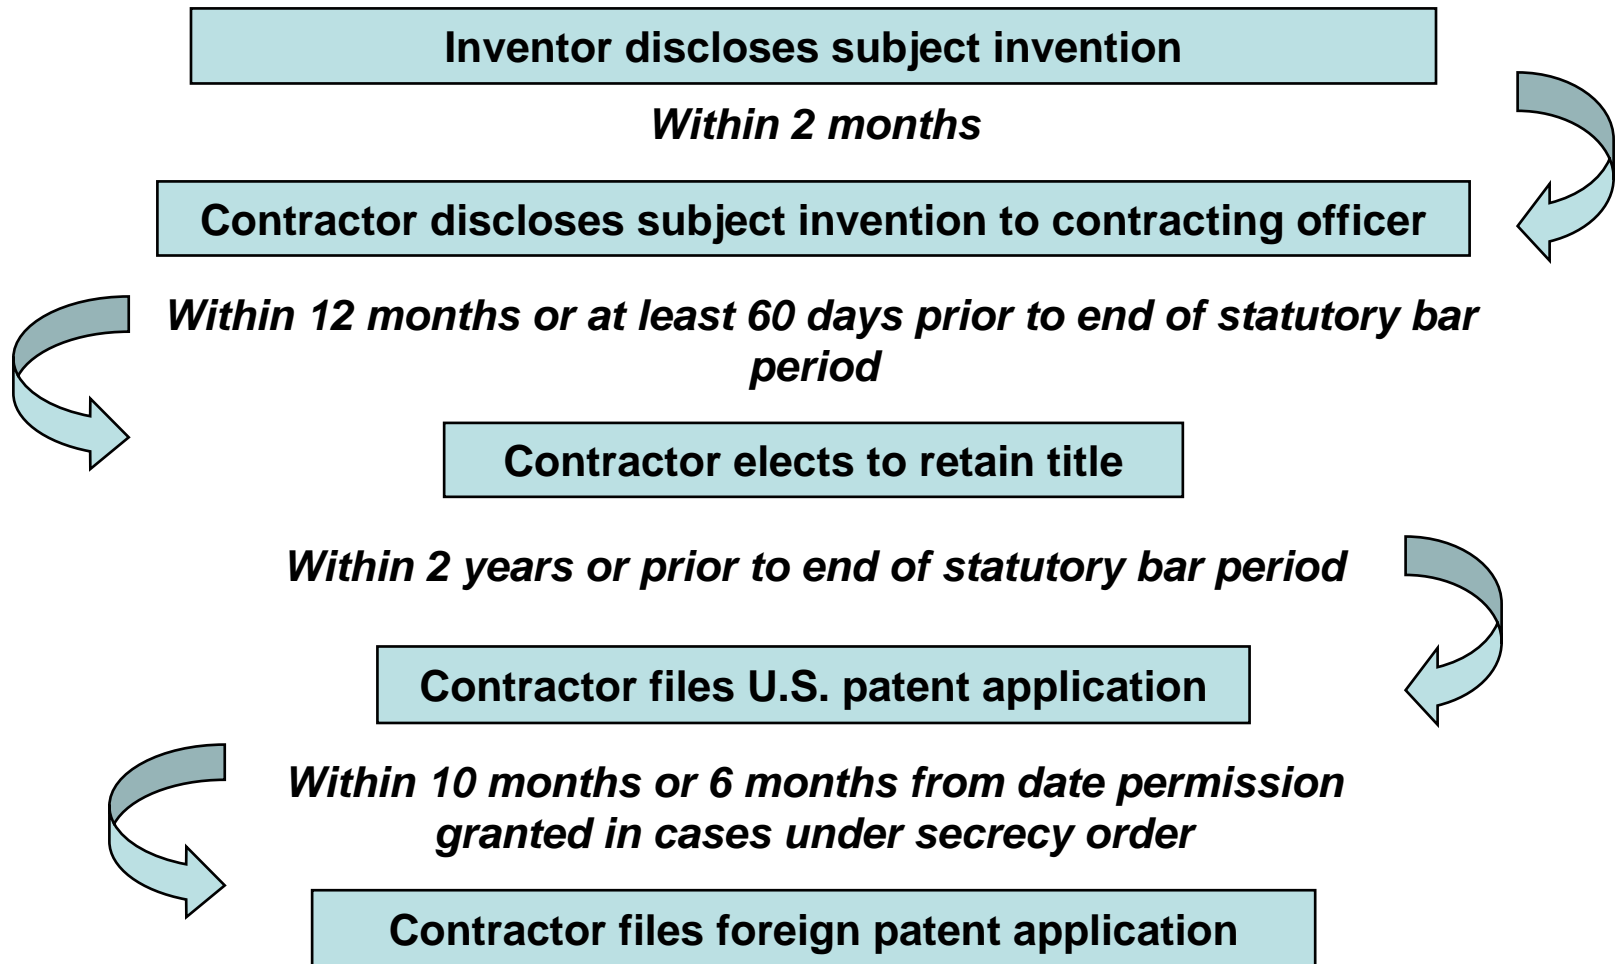 Inventor discloses subject invention
Within 2 months
Contractor discloses subject invention to contracting officer
Within 12 months or at least 60 days prior to end of statutory bar
period
Contractor elects to retain title
Within 2 years or prior to end of statutory bar period
Contractor files U.S. patent application
Within 10 months or 6 months from date permission
granted in cases under secrecy order
Contractor files foreign patent application